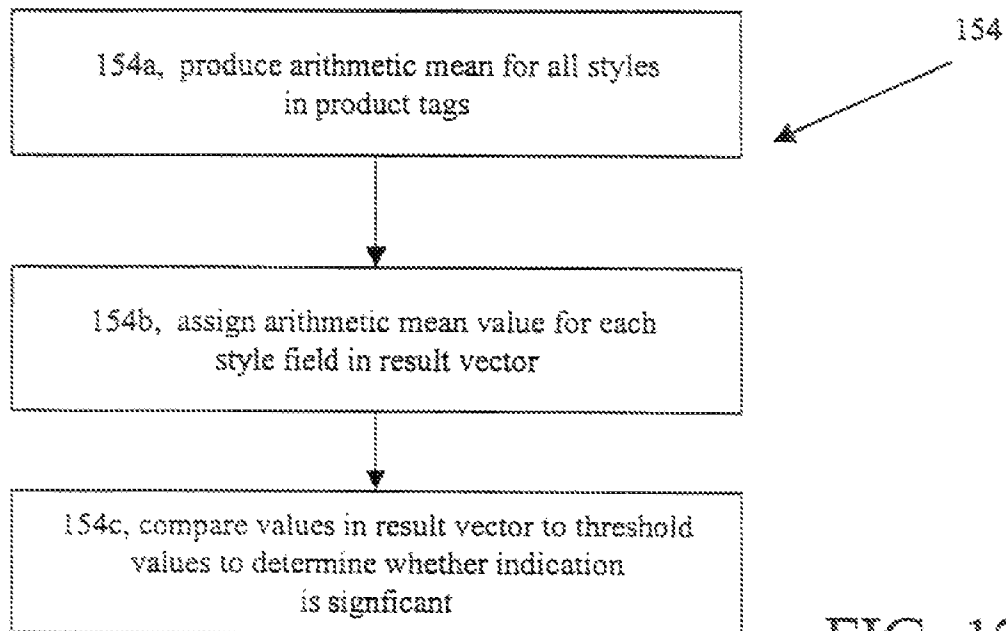 154a, produce arithmetic mean for all styles
in product tags
154
154b, assign arithmetic mean value for each
style field in result vector
154c, compare values in result vector to threshold
values to determine whether indication
is signficant
FIG.